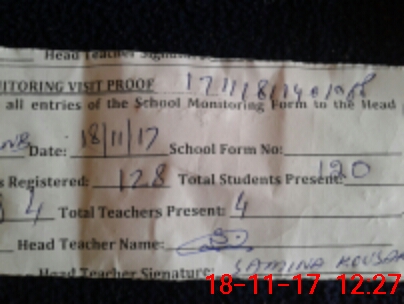 Head Teacher Signature
NITORING VISIT PROOF
all entries of the School Monitoring Form to the Head
Date: 18/11/17 School Form No:
s Registered: 128 Total Students Present: 120
4 Total Teachers Present: 4
Head Teacher Name:
Head Teacher Signature: SAMINA KOUSAR
18-11-17 12.27